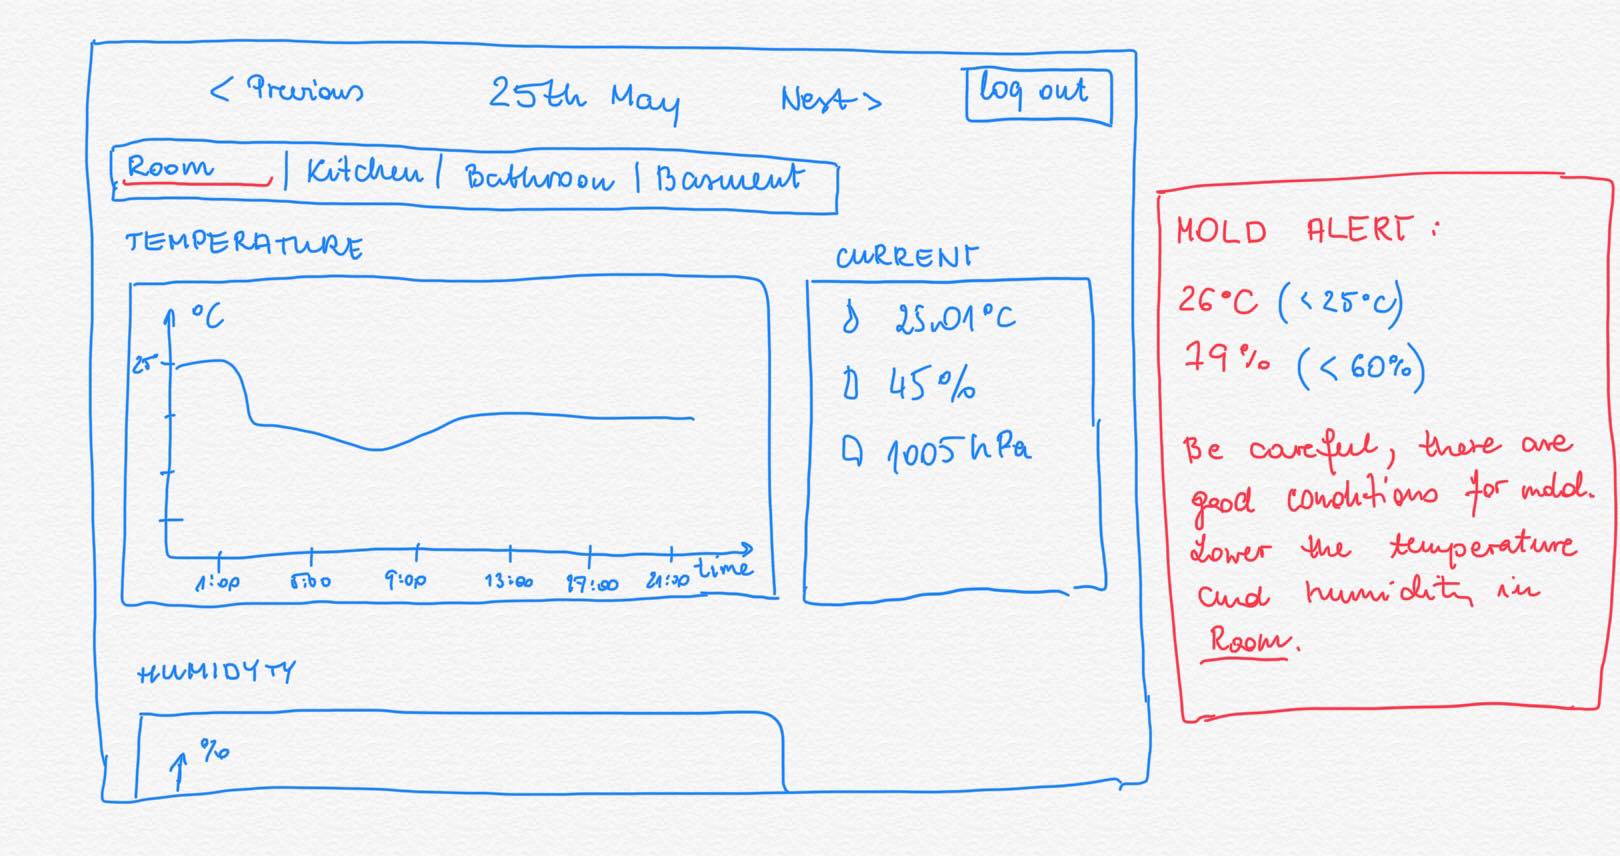 < Previous 25th May Next > log out
Room | Kitchen | Bathroom | Basment
TEMPERATURE
°C
25
1:00 5:00 9:00 13:00 17:00 21:00 time
CURRENT
25.01°C
45%
1005 hPa
HUMIDYTY
%
MOLD ALERT:
26°C (<25°C)
79% (<60%)
Be careful, there are
good conditions for mold.
Lower the temperature
and humidity in
Room.